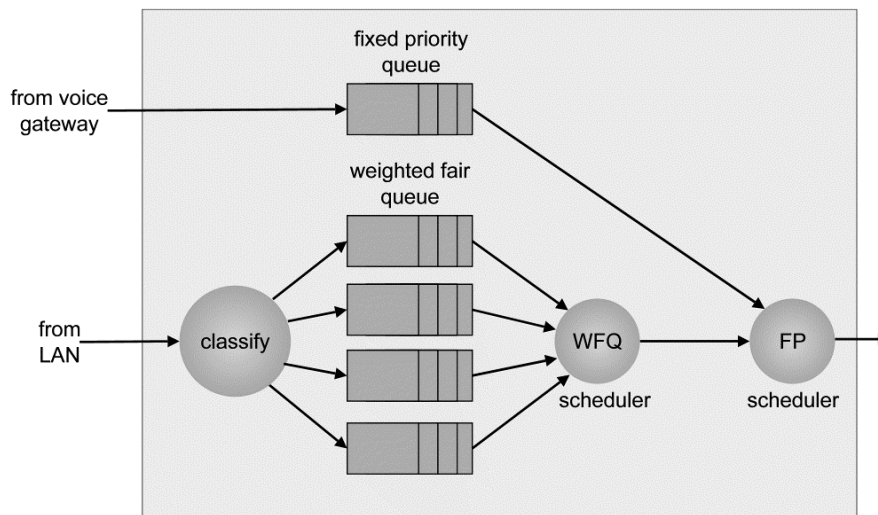 fixed priority
queue
from voice
gateway
weighted fair
queue
from
LAN
classify
WFQ
scheduler
FP
scheduler